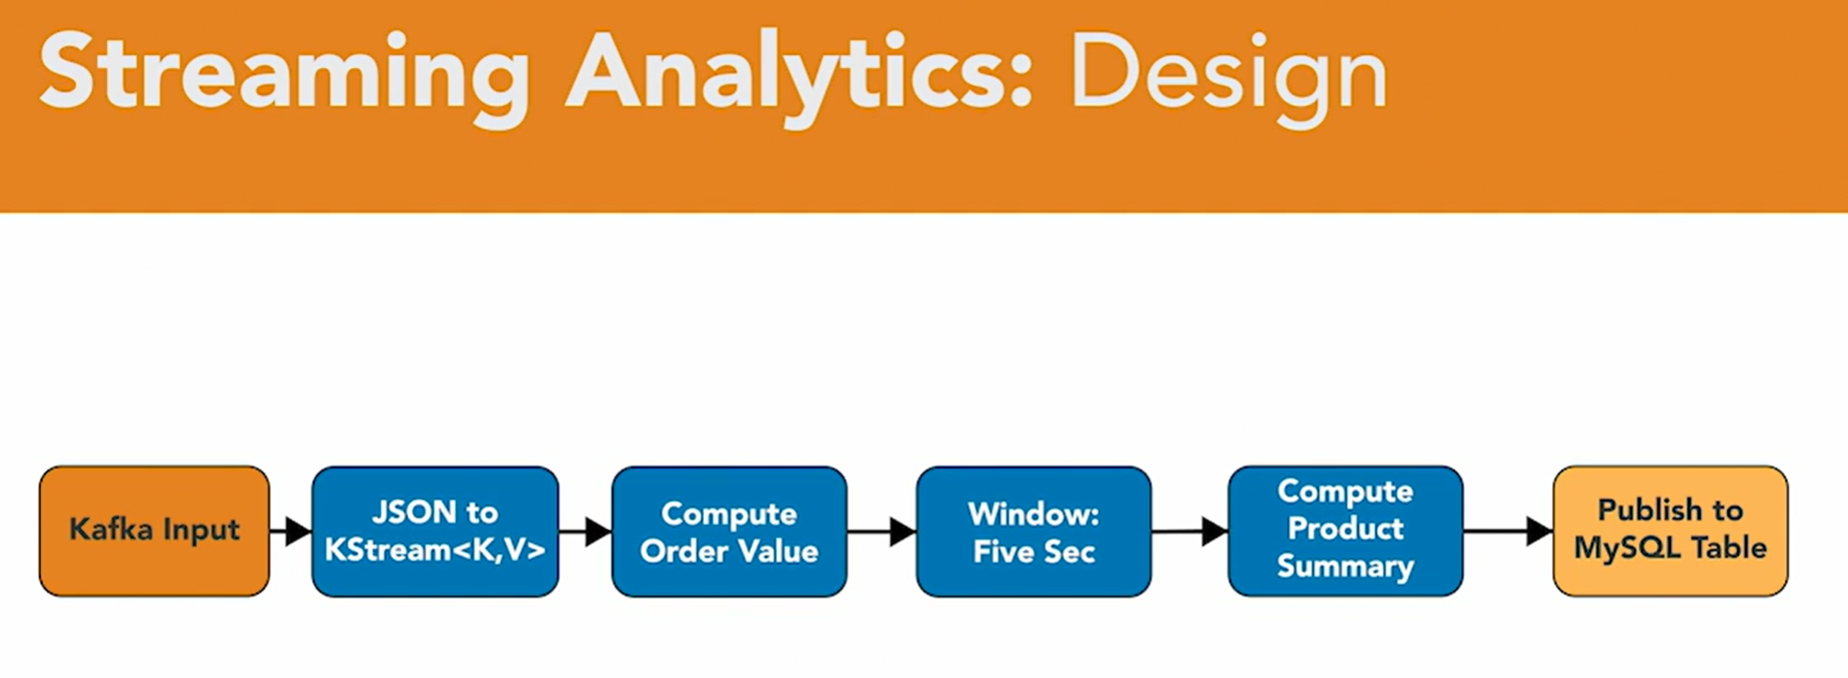 Streaming Analytics: Design
Kafka Input
JSON to
KStream<K,V>
Compute
Order Value
Window:
Five Sec
Compute
Product
Summary
Publish to
MySQL Table